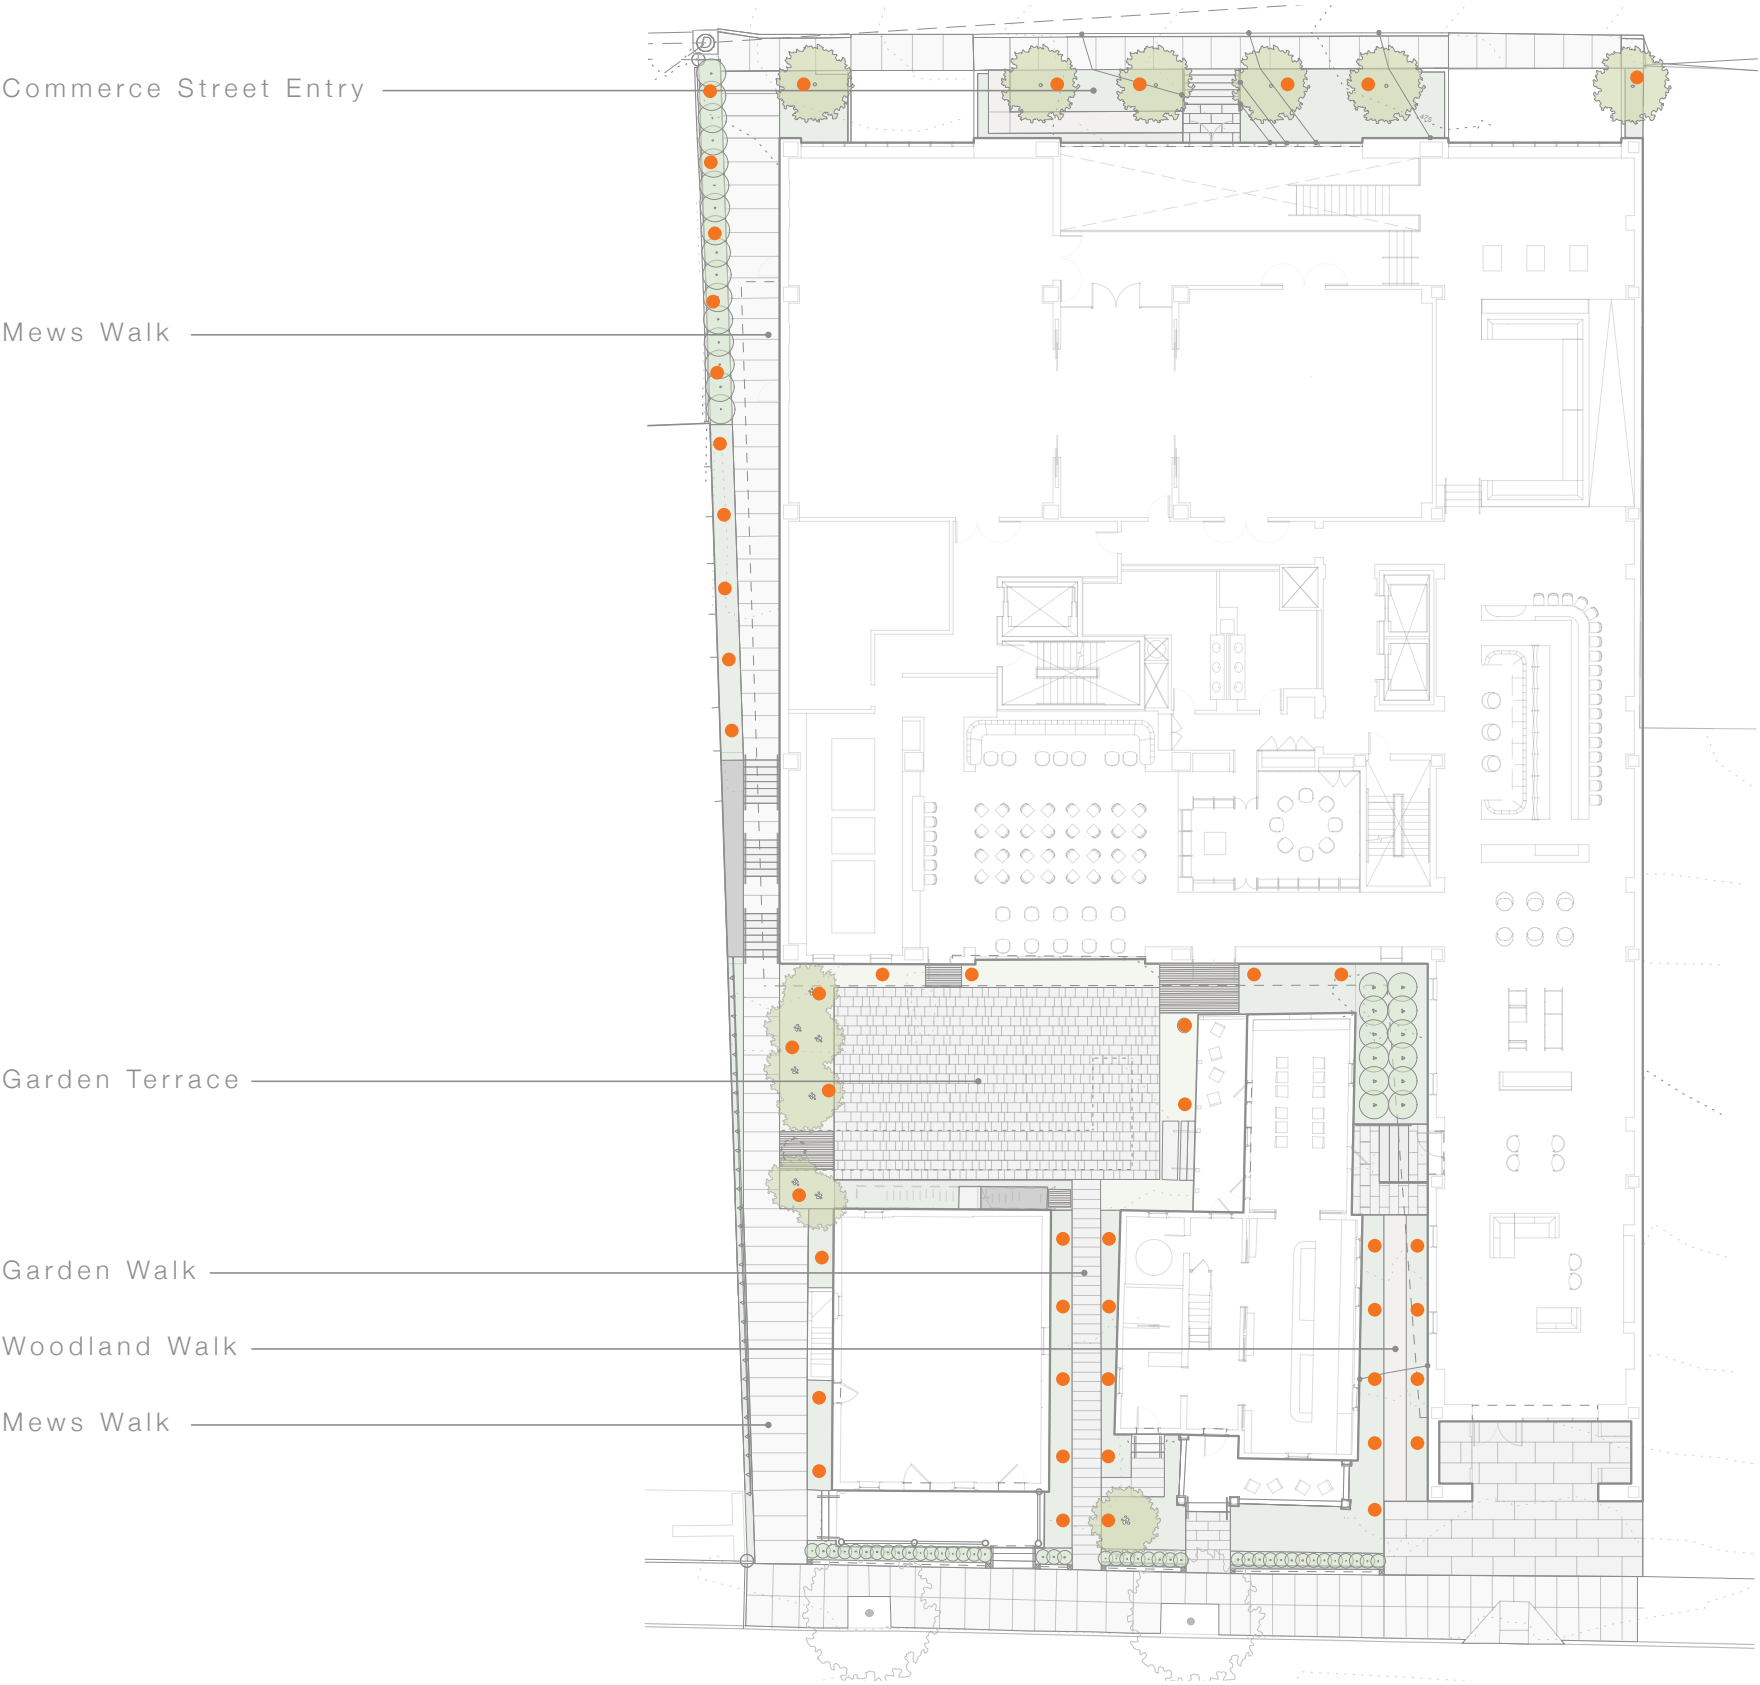 Commerce Street Entry
Mews Walk
Garden Terrace
Garden Walk
Woodland Walk
Mews Walk